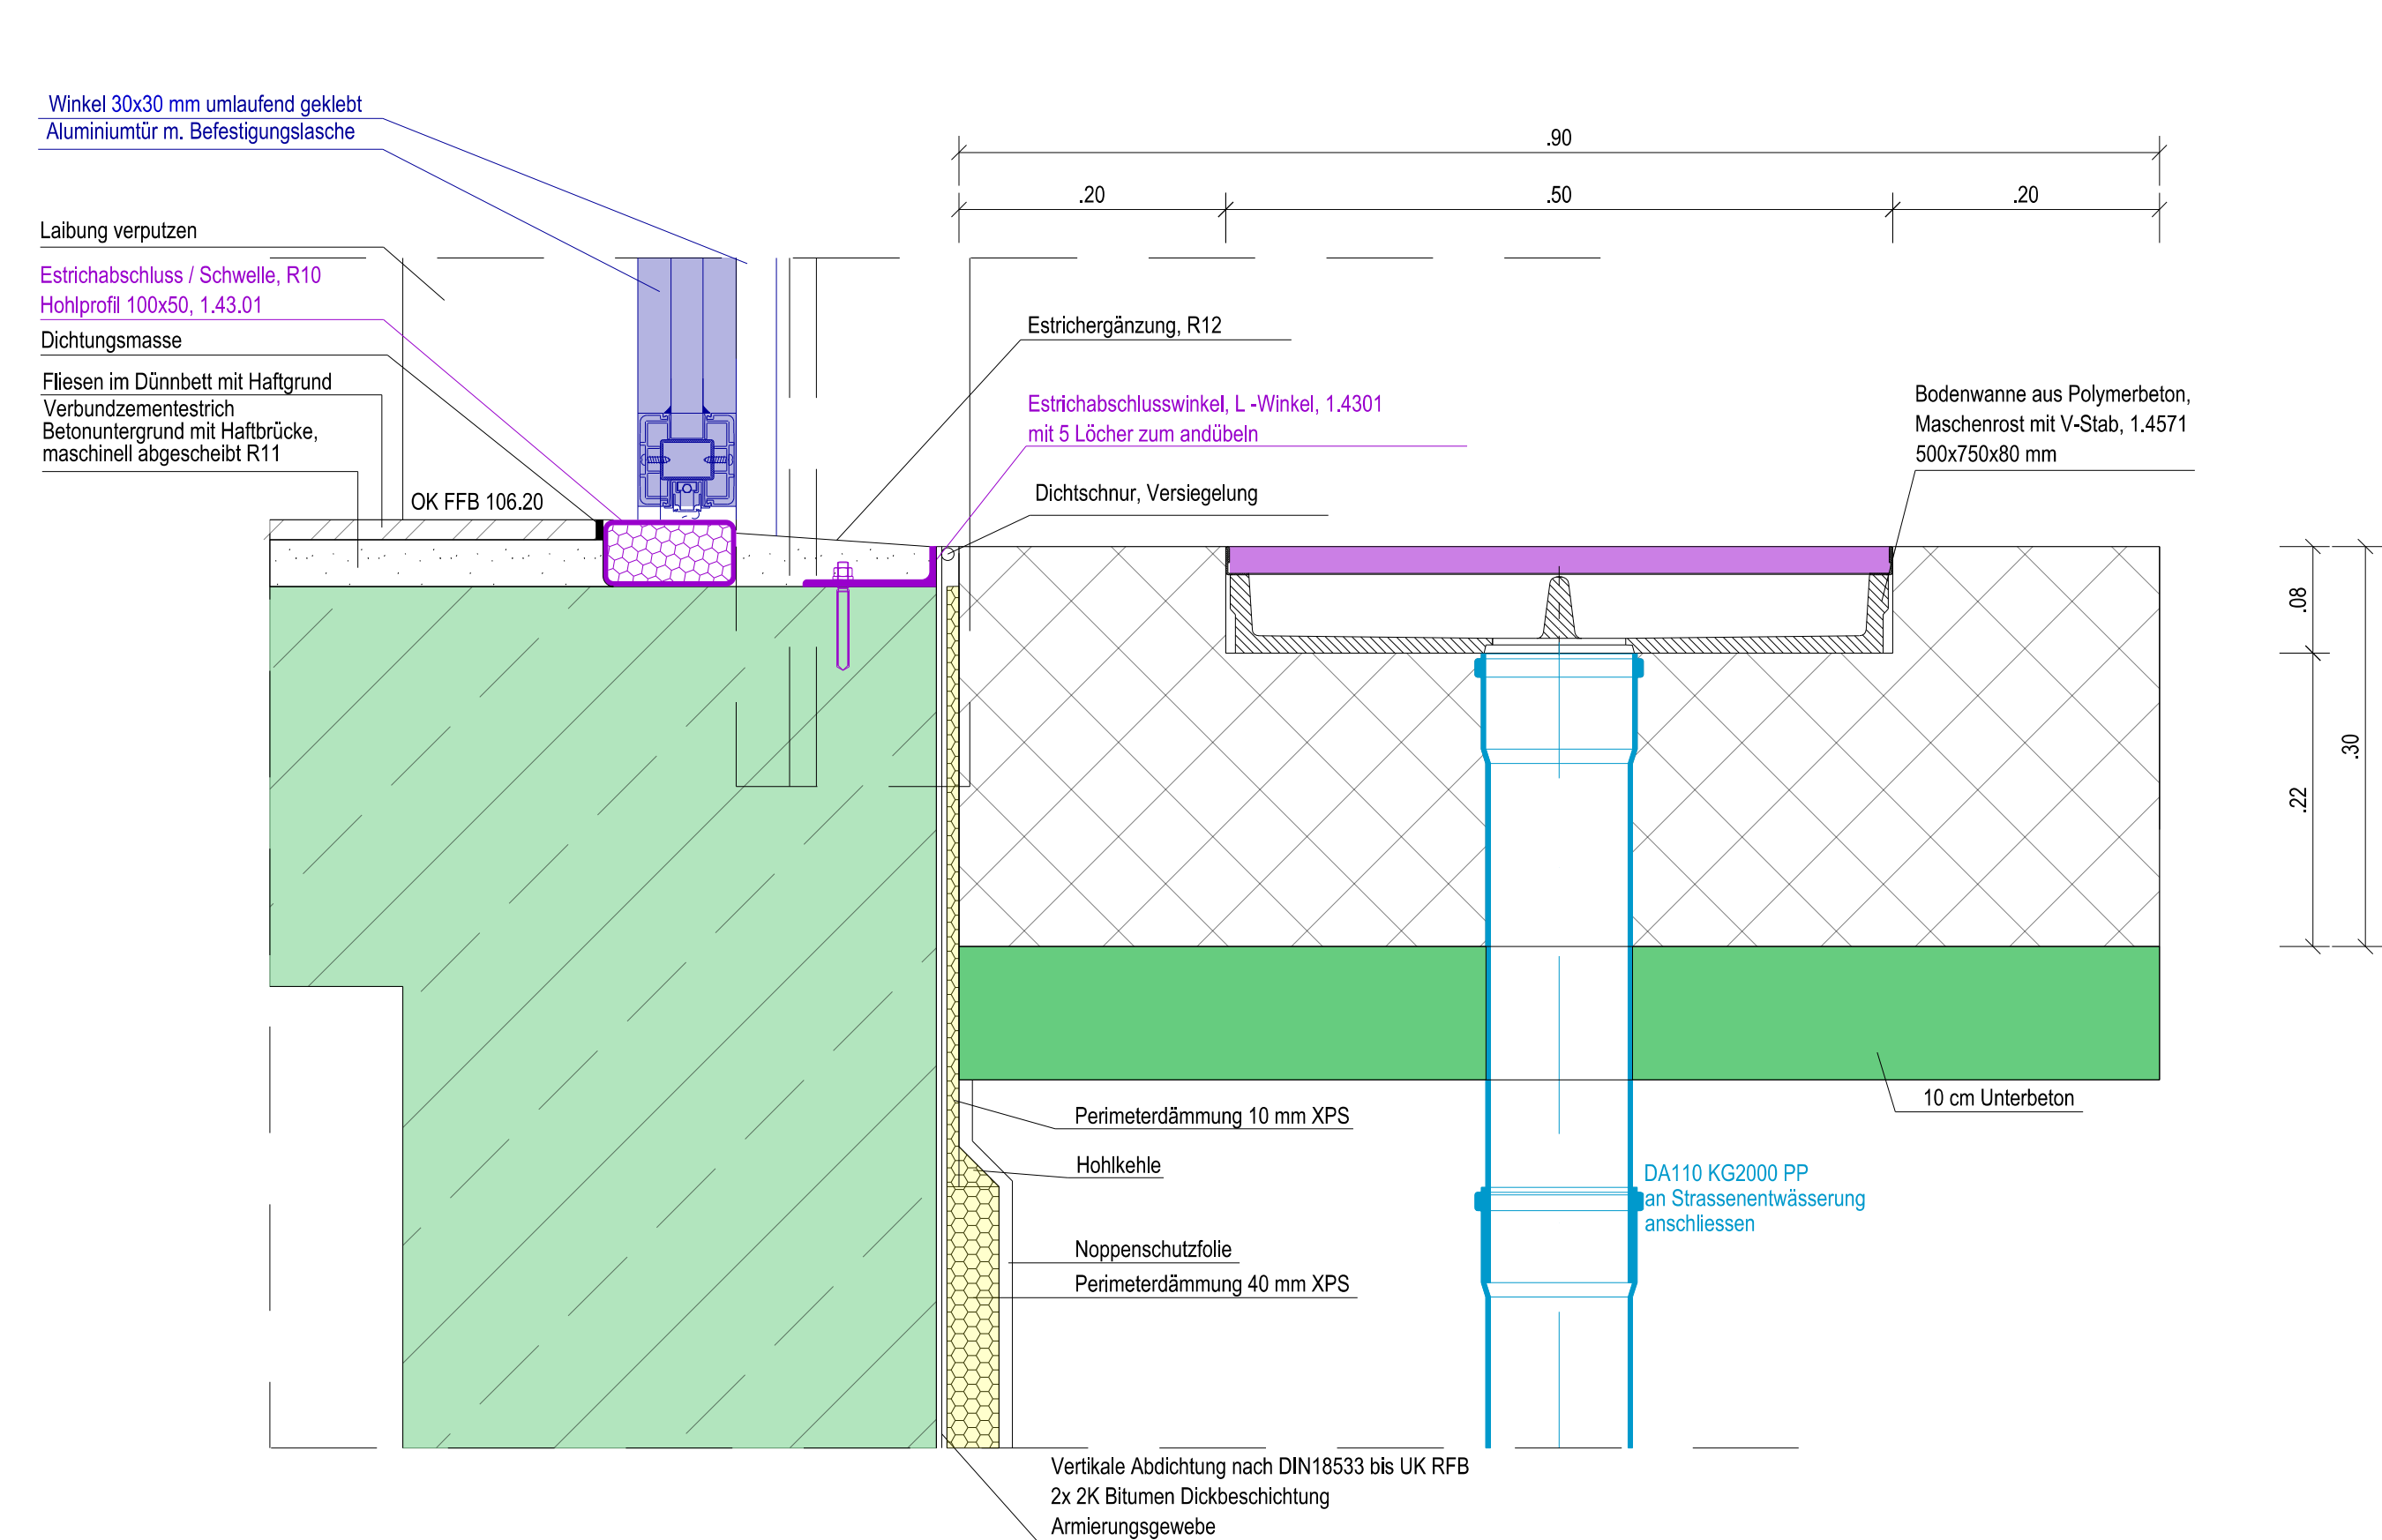 Winkel 30x30 mm umlaufend geklebt
Aluminiumtür m. Befestigungslasche
.90
.20
.50
.20
Laibung verputzen
Estrichabschluss / Schwelle, R10
Hohlprofil 100x50, 1.43.01
Dichtungsmasse
Fliesen im Dünnbett mit Haftgrund
Verbundzementestrich
Betonuntergrund mit Haftbrücke,
maschinell abgescheibt R11
OK FFB 106.20
Estrichergänzung, R12
Estrichabschlusswinkel, L -Winkel, 1.4301
mit 5 Löcher zum andübeln
Dichtschnur, Versiegelung
Bodenwanne aus Polymerbeton,
Maschenrost mit V-Stab, 1.4571
500x750x80 mm
.08
.22
.30
10 cm Unterbeton
Perimeterdämmung 10 mm XPS
Hohlkehle
DA110 KG2000 PP
an Strassenentwässerung
anschliessen
Noppenschutzfolie
Perimeterdämmung 40 mm XPS
Vertikale Abdichtung nach DIN18533 bis UK RFB
2x 2K Bitumen Dickbeschichtung
Armierungsgewebe